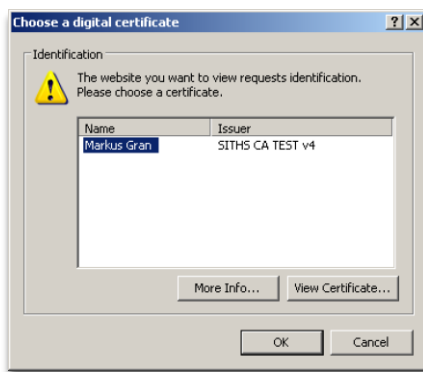 Choose a digital certificate
Identification
The website you want to view requests identification.
Please choose a certificate.
Name Issuer
Markus Gran SITHS CA TEST v4
More Info... View Certificate...
OK Cancel